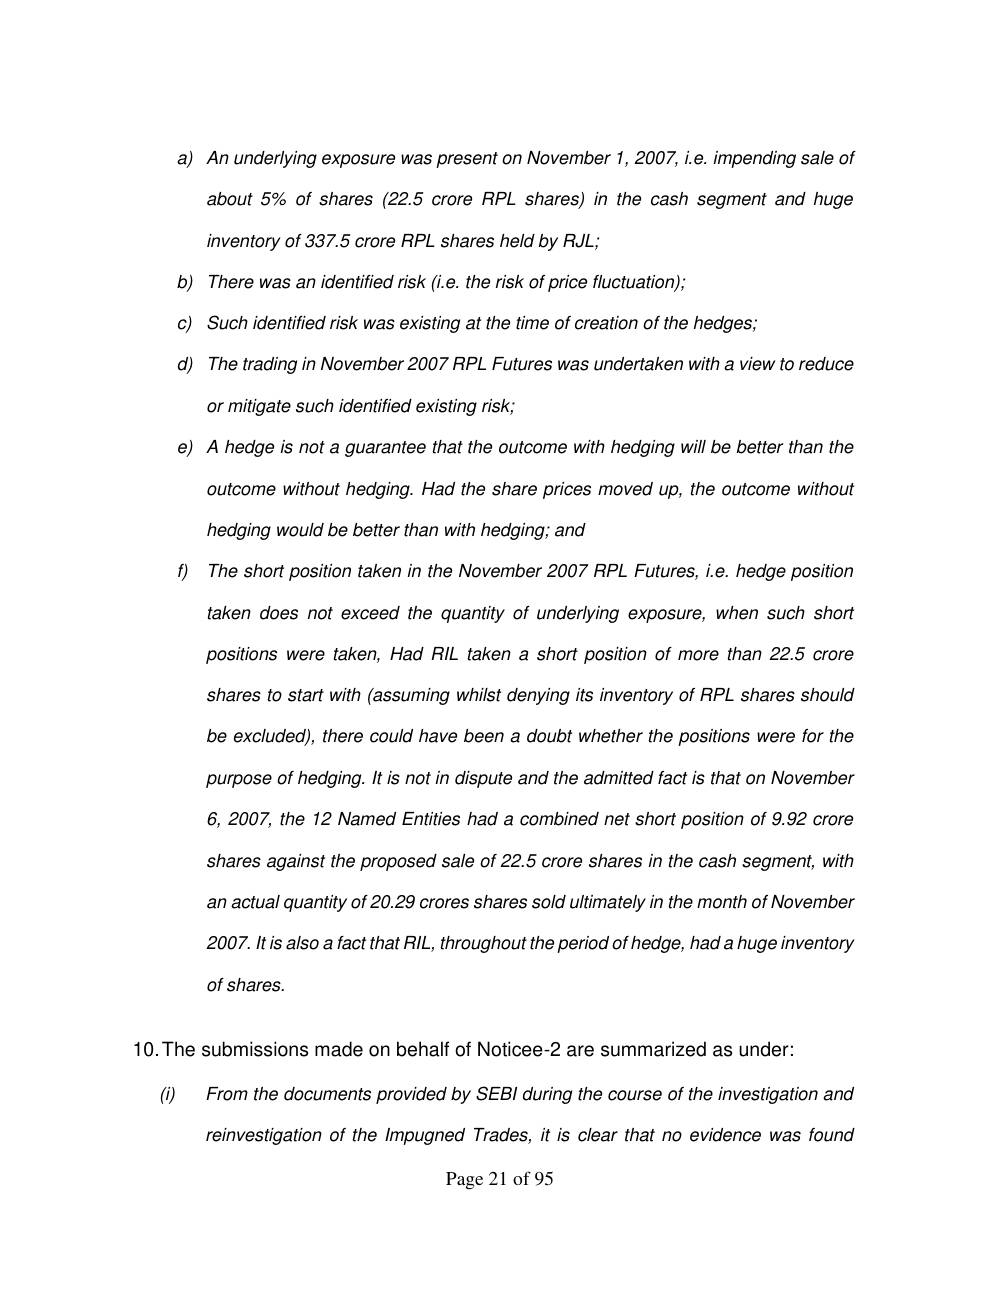 a) An underlying exposure was present on November 1, 2007, i.e. impending sale of
about 5% of shares (22.5 crore RPL shares) in the cash segment and huge
inventory of 337.5 crore RPL shares held by RJL;
b) There was an identified risk (i.e. the risk of price fluctuation);
c) Such identified risk was existing at the time of creation of the hedges;
d) The trading in November 2007 RPL Futures was undertaken with a view to reduce
or mitigate such identified existing risk;
e) A hedge is not a guarantee that the outcome with hedging will be better than the
outcome without hedging. Had the share prices moved up, the outcome without
hedging would be better than with hedging; and
f) The short position taken in the November 2007 RPL Futures, i.e. hedge position
taken does not exceed the quantity of underlying exposure, when such short
positions were taken, Had RIL taken a short position of more than 22.5 crore
shares to start with (assuming whilst denying its inventory of RPL shares should
be excluded), there could have been a doubt whether the positions were for the
purpose of hedging. It is not in dispute and the admitted fact is that on November
6, 2007, the 12 Named Entities had a combined net short position of 9.92 crore
shares against the proposed sale of 22.5 crore shares in the cash segment, with
an actual quantity of 20.29 crores shares sold ultimately in the month of November
2007. It is also a fact that RIL, throughout the period of hedge, had a huge inventory
of shares.
10. The submissions made on behalf of Noticee-2 are summarized as under:
(i) From the documents provided by SEBI during the course of the investigation and
reinvestigation of the Impugned Trades, it is clear that no evidence was found
Page 21 of 95